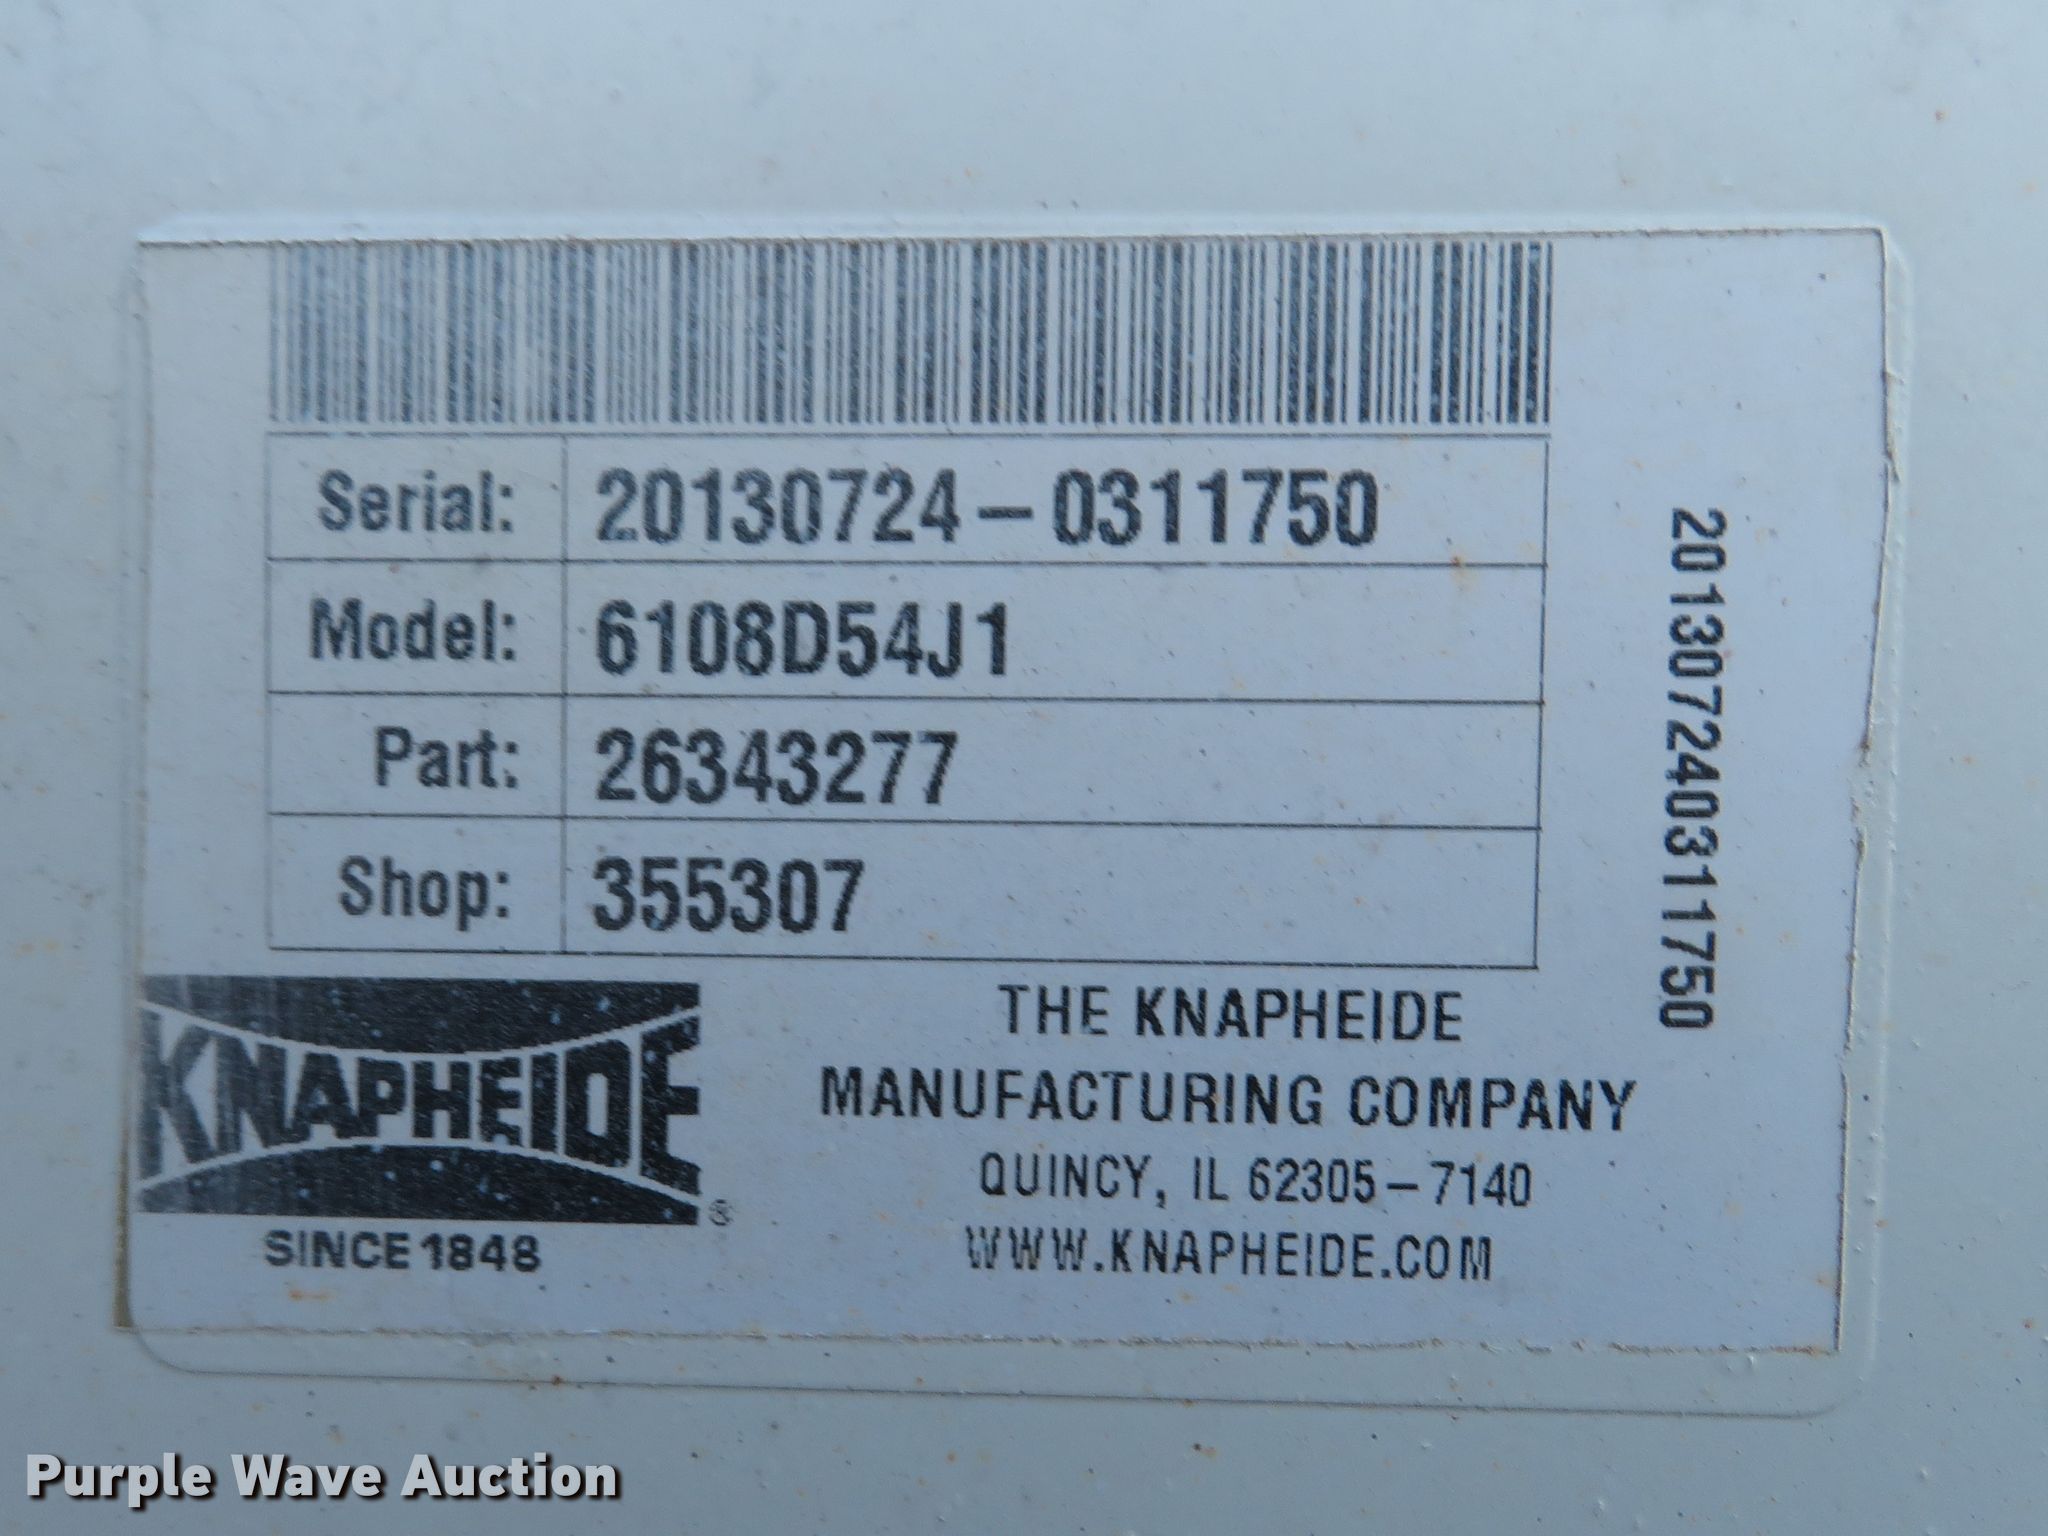 Serial: 20130724-0311750
Model: 6108D54J1
Part: 26343277
Shop: 355307
201307240311750
KNAPHEIDE®
SINCE 1848
THE KNAPHEIDE
MANUFACTURING COMPANY
QUINCY, IL 62305-7140
WWW.KNAPHEIDE.COM
Purple Wave Auction